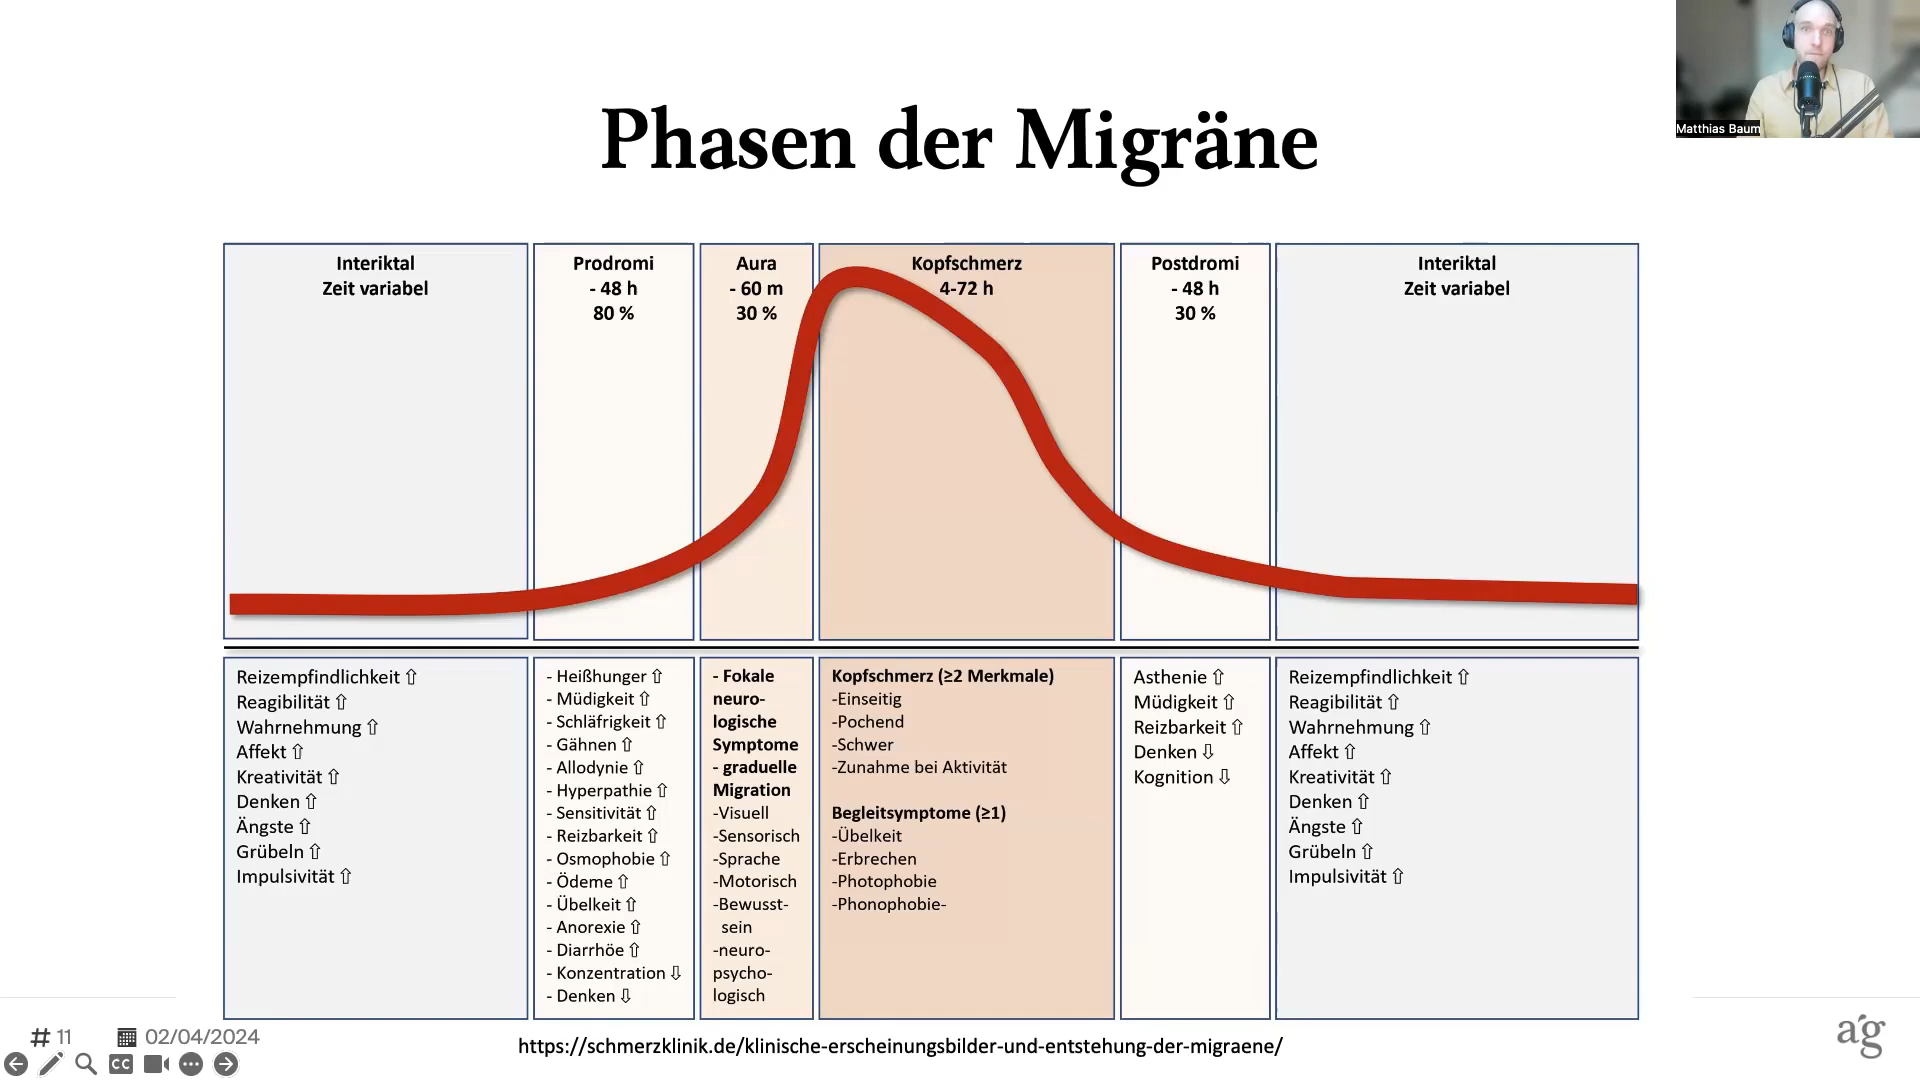 Matthias Baum
Phasen der Migräne
Interiktal
Zeit variabel
Prodromi
- 48 h
80 %
Aura
- 60 m
30 %
Kopfschmerz
4-72 h
Postdromi
- 48 h
30 %
Interiktal
Zeit variabel
Reizempfindlichkeit ⇧
Reagibilität ⇧
Wahrnehmung ⇧
Affekt ⇧
Kreativität ⇧
Denken ⇧
Ängste ⇧
Grübeln ⇧
Impulsivität ⇧
- Heißhunger ⇧
- Müdigkeit ⇧
- Schläfrigkeit ⇧
- Gähnen ⇧
- Allodynie ⇧
- Hyperpathie ⇧
- Sensitivität ⇧
- Reizbarkeit ⇧
- Osmophobie ⇧
- Ödeme ⇧
- Übelkeit ⇧
- Anorexie ⇧
- Diarrhöe ⇧
- Konzentration ⇩
- Denken ⇩
- Fokale
neuro-
logische
Symptome
- graduelle
Migration
-Visuell
-Sensorisch
-Sprache
-Motorisch
-Bewusst-
sein
-neuro-
psycho-
logisch
Kopfschmerz (≥2 Merkmale)
-Einseitig
-Pochend
-Schwer
-Zunahme bei Aktivität
Begleitsymptome (≥1)
-Übelkeit
-Erbrechen
-Photophobie
-Phonophobie-
Asthenie ⇧
Müdigkeit ⇧
Reizbarkeit ⇧
Denken ⇩
Kognition ⇩
Reizempfindlichkeit ⇧
Reagibilität ⇧
Wahrnehmung ⇧
Affekt ⇧
Kreativität ⇧
Denken ⇧
Ängste ⇧
Grübeln ⇧
Impulsivität ⇧
# 11
02/04/2024
CC
https://schmerzklinik.de/klinische-erscheinungsbilder-und-entstehung-der-migraene/
a'g